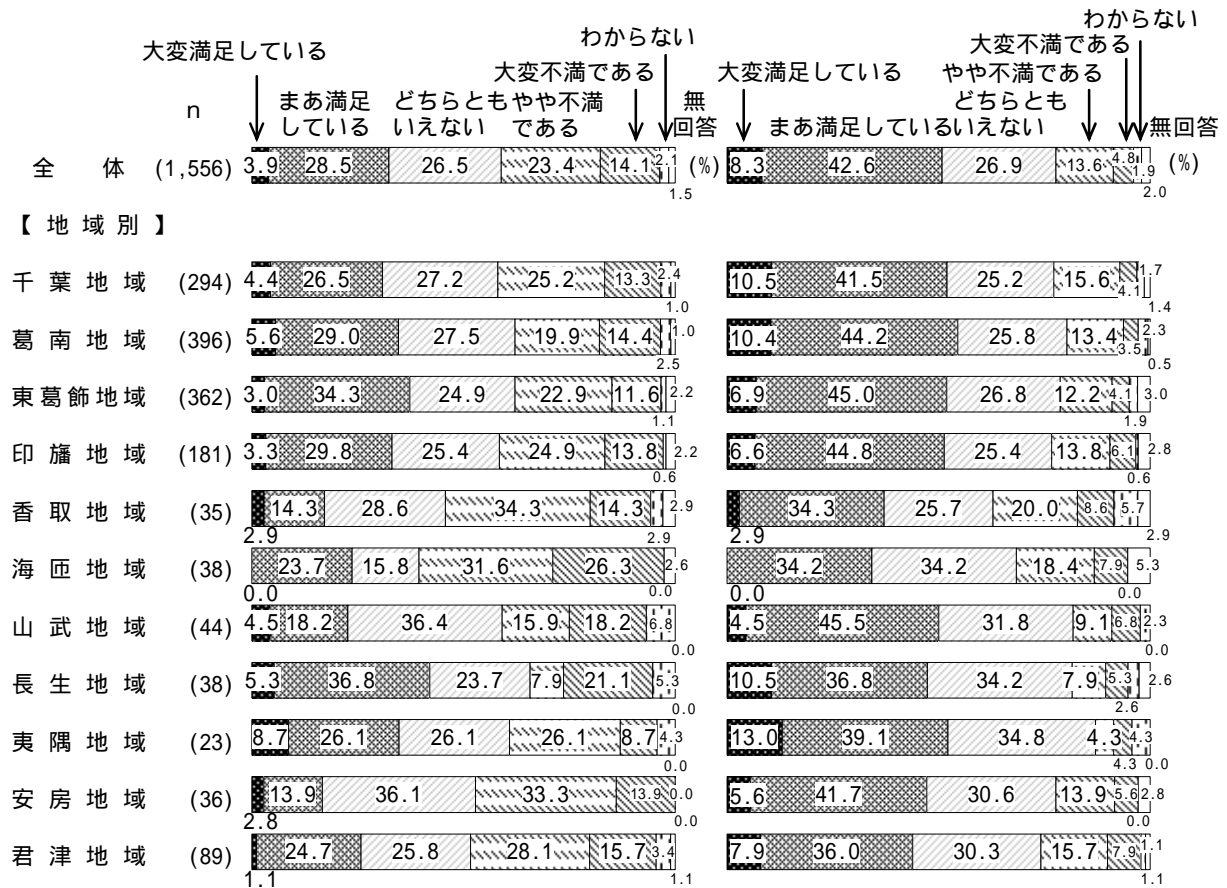 わからない
わからない
大変満足している
大変不満である
大変不満である
大変満足している
やや不満である
n
まあ満足している
どちらともいえない
やや不満である
無回答
まあ満足している
どちらともいえない
無回答
全 体 (1,556) 3.9 28.5 26.5 23.4 14.1 2.1 1.5 (%) 8.3 42.6 26.9 13.6 4.8 1.9 2.0 (%)
【 地 域 別 】
千 葉 地 域 (294) 4.4 26.5 27.2 25.2 13.3 2.4 1.0 10.5 41.5 25.2 15.6 4.1 1.7 1.4
葛 南 地 域 (396) 5.6 29.0 27.5 19.9 14.4 2.5 1.0 10.4 44.2 25.8 13.4 3.5 2.3 0.5
東葛飾地域 (362) 3.0 34.3 24.9 22.9 11.6 1.1 2.2 6.9 45.0 26.8 12.2 4.1 1.9 3.0
印 旛 地 域 (181) 3.3 29.8 25.4 24.9 13.8 0.6 2.2 6.6 44.8 25.4 13.8 6.1 0.6 2.8
香 取 地 域 (35) 2.9 14.3 28.6 34.3 14.3 2.9 2.9 2.9 34.3 25.7 20.0 8.6 5.7 2.9
海 匝 地 域 (38) 0.0 23.7 15.8 31.6 26.3 0.0 2.6 0.0 34.2 34.2 18.4 7.9 0.0 5.3
山 武 地 域 (44) 4.5 18.2 36.4 15.9 18.2 6.8 0.0 4.5 45.5 31.8 9.1 6.8 2.3 0.0
長 生 地 域 (38) 5.3 36.8 23.7 7.9 21.1 5.3 0.0 10.5 36.8 34.2 7.9 5.3 2.6 2.6
夷 隅 地 域 (23) 8.7 26.1 26.1 26.1 8.7 4.3 0.0 13.0 39.1 34.8 4.3 4.3 4.3 0.0
安 房 地 域 (36) 2.8 13.9 36.1 33.3 13.9 0.0 0.0 5.6 41.7 30.6 13.9 5.6 0.0 2.8
君 津 地 域 (89) 1.1 24.7 25.8 28.1 15.7 3.4 1.1 7.9 36.0 30.3 15.7 7.9 1.1 1.1